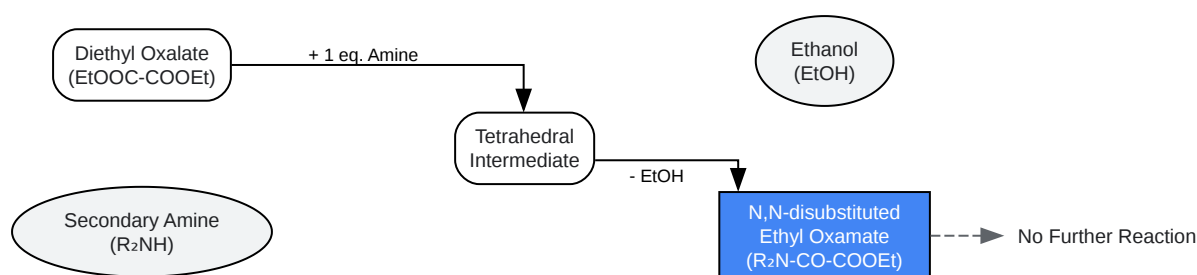 Diethyl Oxalate
(EtOOC-COOEt)
+ 1 eq. Amine
Ethanol
(EtOH)
Tetrahedral
Intermediate
- EtOH
Secondary Amine
(R₂NH)
N,N-disubstituted
Ethyl Oxamate
(R₂N-CO-COOEt)
No Further Reaction